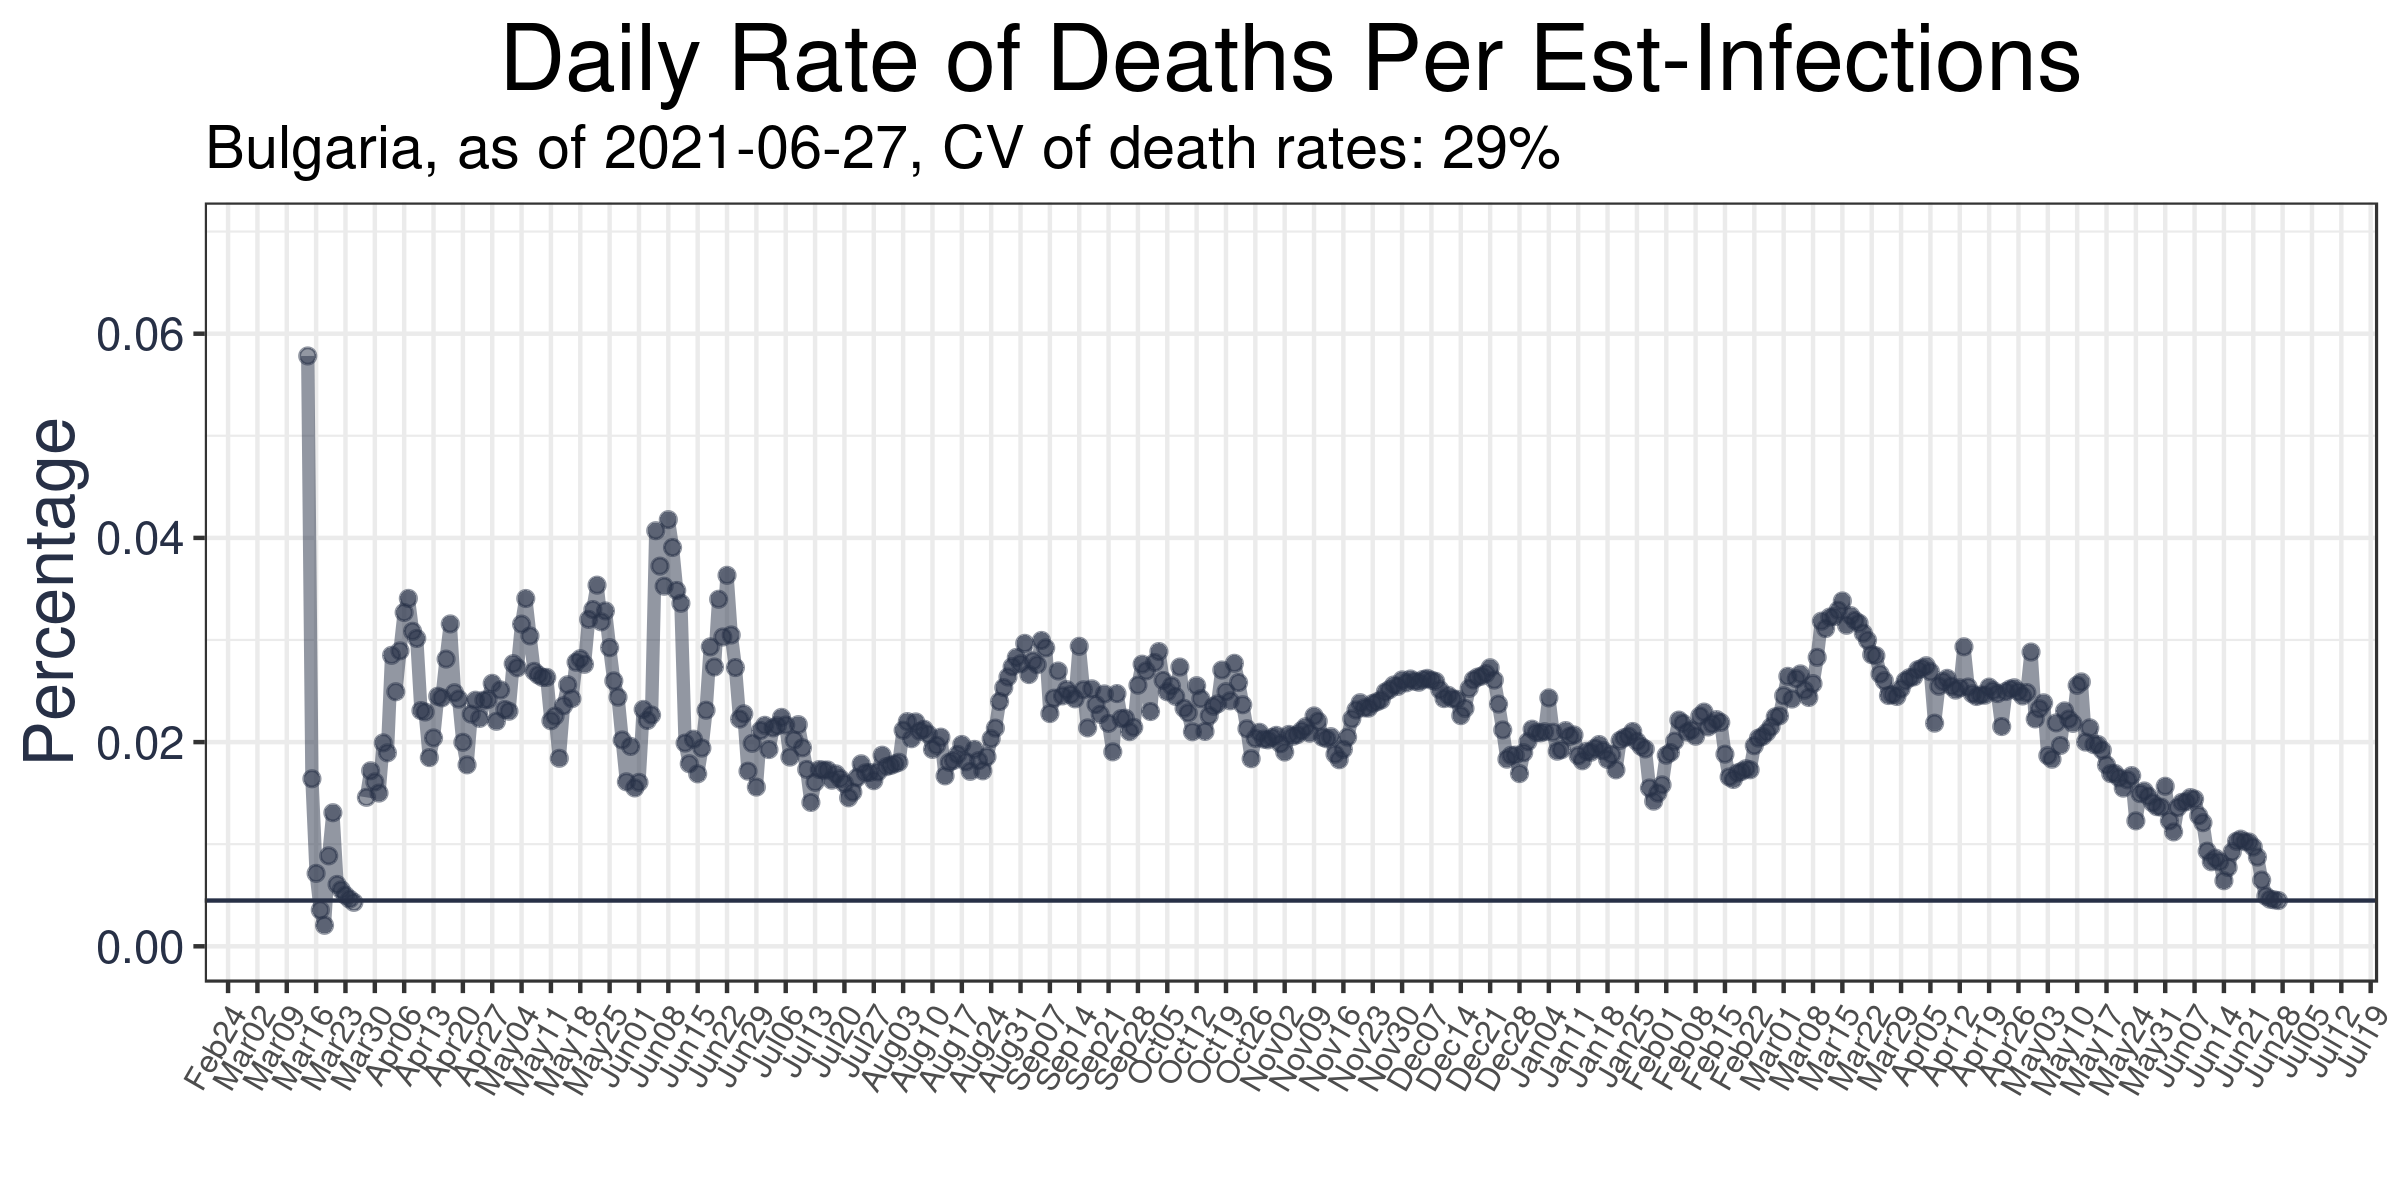 Daily Rate of Deaths Per Est-Infections
Bulgaria, as of 2021-06-27, CV of death rates: 29%
Percentage
0.06
0.04
0.02
0.00
Feb24
Mar02
Mar09
Mar16
Mar23
Mar30
Apr06
Apr13
Apr20
Apr27
May04
May11
May18
May25
Jun01
Jun08
Jun15
Jun22
Jun29
Jul06
Jul13
Jul20
Jul27
Aug03
Aug10
Aug17
Aug24
Aug31
Sep07
Sep14
Sep21
Sep28
Oct05
Oct12
Oct19
Oct26
Nov02
Nov09
Nov16
Nov23
Nov30
Dec07
Dec14
Dec21
Dec28
Jan04
Jan11
Jan18
Jan25
Feb01
Feb08
Feb15
Feb22
Mar01
Mar08
Mar15
Mar22
Mar29
Apr05
Apr12
Apr19
Apr26
May03
May10
May17
May24
May31
Jun07
Jun14
Jun21
Jun28
Jul05
Jul12
Jul19